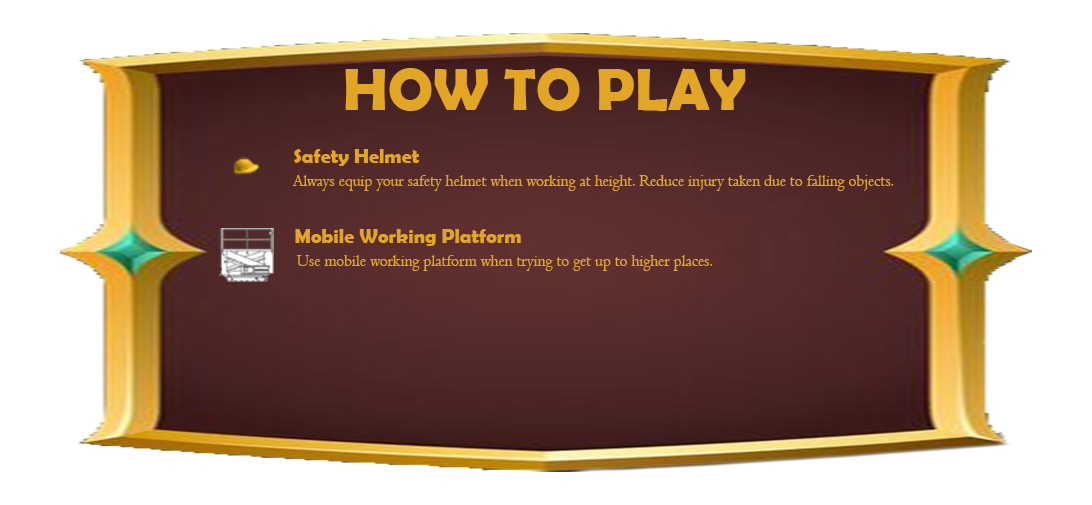 HOW TO PLAY
Safety Helmet
Always equip your safety helmet when working at height. Reduce injury taken due to falling objects.
Mobile Working Platform
Use mobile working platform when trying to get up to higher places.